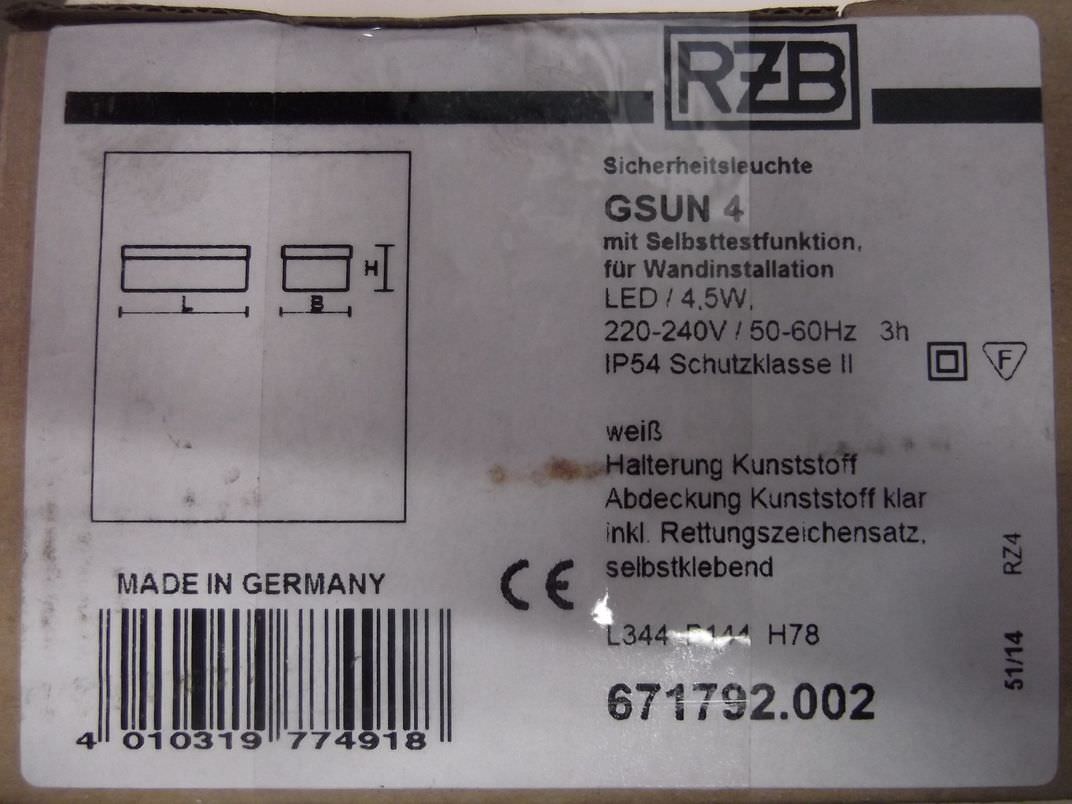 RZB
Sicherheitsleuchte
GSUN 4
mit Selbsttestfunktion,
für Wandinstallation
LED / 4,5W,
220-240V / 50-60Hz 3h
IP54 Schutzklasse II
F
H
L
B
weiß
Halterung Kunststoff
Abdeckung Kunststoff klar
inkl. Rettungszeichensatz,
selbstklebend
L344 B144 H78
671792.002
MADE IN GERMANY
CE
4 010319 774918
RZ4
51/14